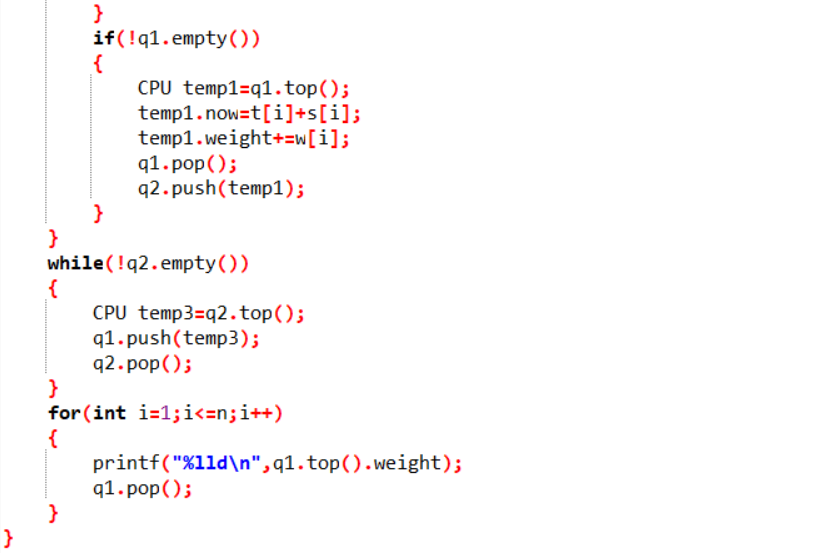 }
        if(!q1.empty())
        {
            CPU temp1=q1.top();
            temp1.now=t[i]+s[i];
            temp1.weight+=w[i];
            q1.pop();
            q2.push(temp1);
        }
    }
    while(!q2.empty())
    {
        CPU temp3=q2.top();
        q1.push(temp3);
        q2.pop();
    }
    for(int i=1;i<=n;i++)
    {
        printf("%lld\n",q1.top().weight);
        q1.pop();
    }
}